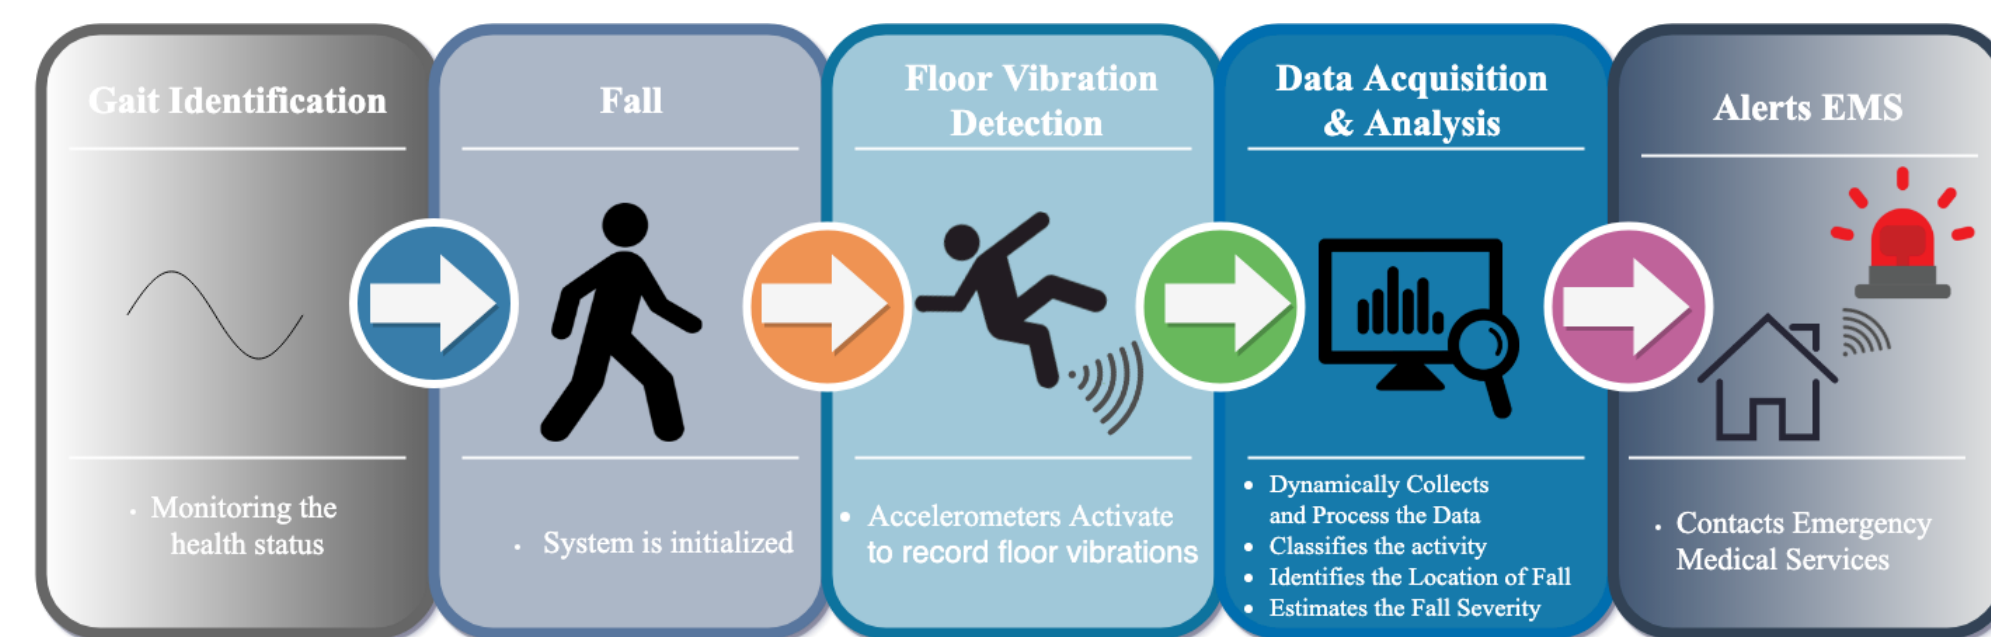 Gait Identification
· Monitoring the
health status
Fall
· System is initialized
Floor Vibration
Detection
• Accelerometers Activate
to record floor vibrations
Data Acquisition
& Analysis
• Dynamically Collects
and Process the Data
• Classifies the activity
• Identifies the Location of Fall
• Estimates the Fall Severity
Alerts EMS
· Contacts Emergency
Medical Services